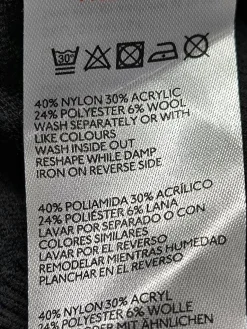 30°
40% NYLON 30% ACRYLIC
24% POLYESTER 6% WOOL
WASH SEPARATELY OR WITH
LIKE COLOURS
WASH INSIDE OUT
RESHAPE WHILE DAMP
IRON ON REVERSE SIDE
40% POLIAMIDA 30% ACRÍLICO
24% POLIÉSTER 6% LANA
LAVAR POR SEPARADO O CON
COLORES SIMILARES
LAVAR POR EL REVERSO
REMODELAR MIENTRAS HUMEDAD
PLANCHAR EN EL REVERSO
40% NYLON 30% ACRYL
24% POLYESTER 6% WOLLE
ODER MIT ÄHNLICHEN